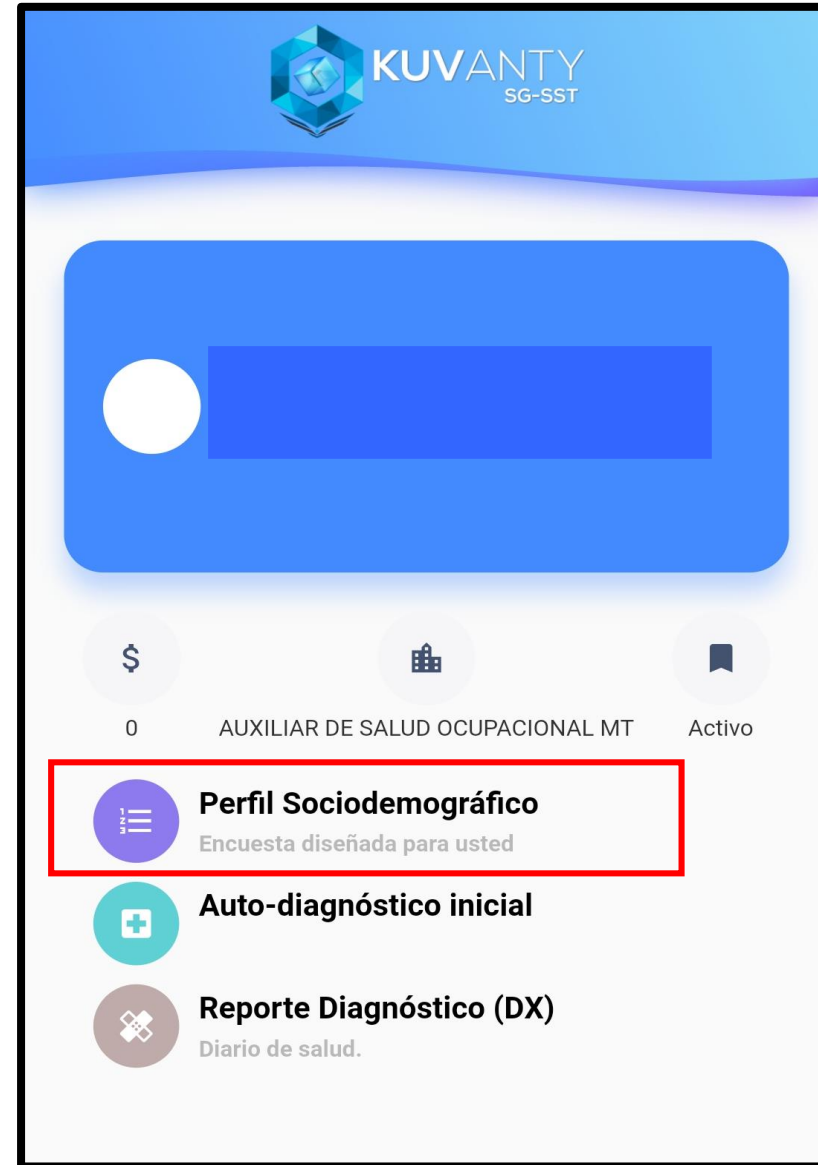 KUVANTY
SG-SST
$
0 AUXILIAR DE SALUD OCUPACIONAL MT Activo
Perfil Sociodemográfico
Encuesta diseñada para usted
Auto-diagnóstico inicial
Reporte Diagnóstico (DX)
Diario de salud.